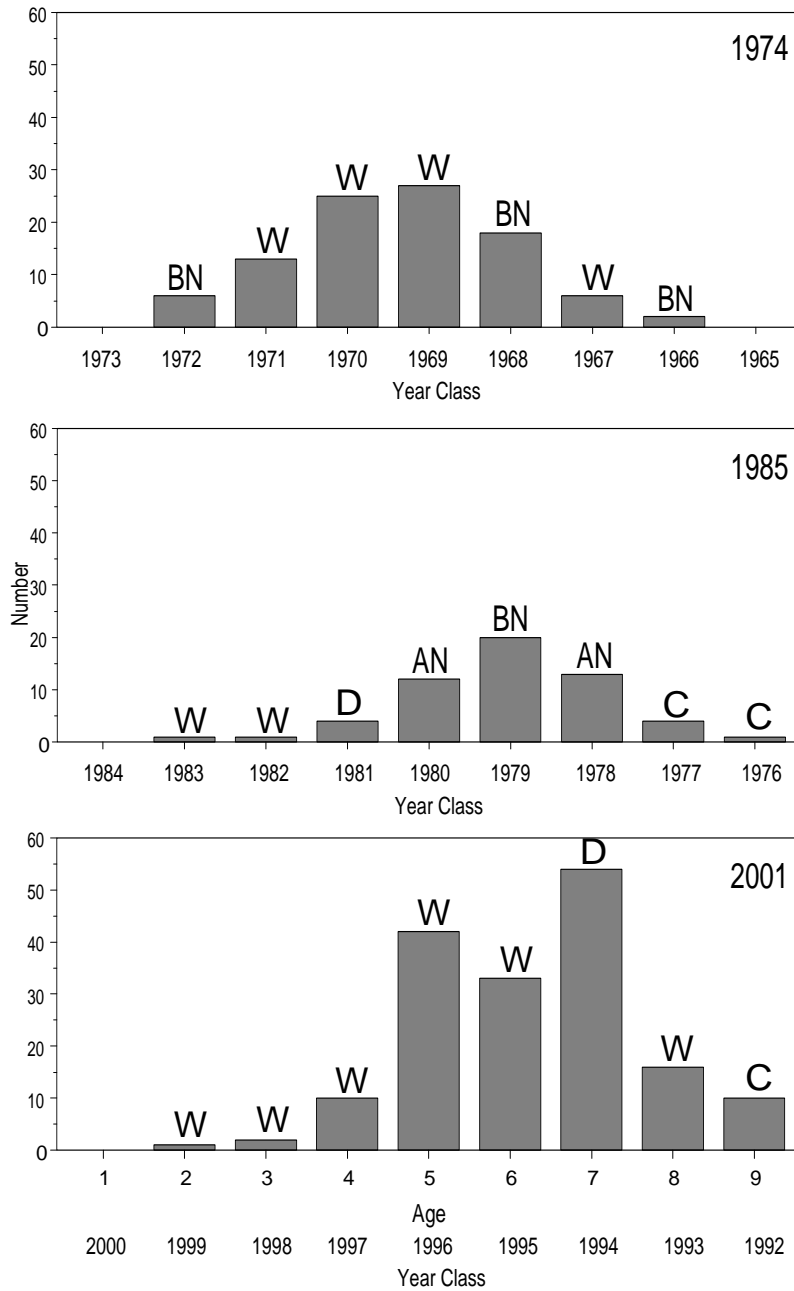 60
1974
50
40
30
W
W
BN
20
W
BN
10
W
BN
0
1973 1972 1971 1970 1969 1968 1967 1966 1965
Year Class
60
1985
50
40
Number
30
BN
20
AN
AN
10
D
C
W
W
C
0
1984 1983 1982 1981 1980 1979 1978 1977 1976
Year Class
60
D
2001
50
W
40
W
30
20
W
C
10
W
W
W
0
1 2 3 4 5 6 7 8 9
Age
2000 1999 1998 1997 1996 1995 1994 1993 1992
Year Class